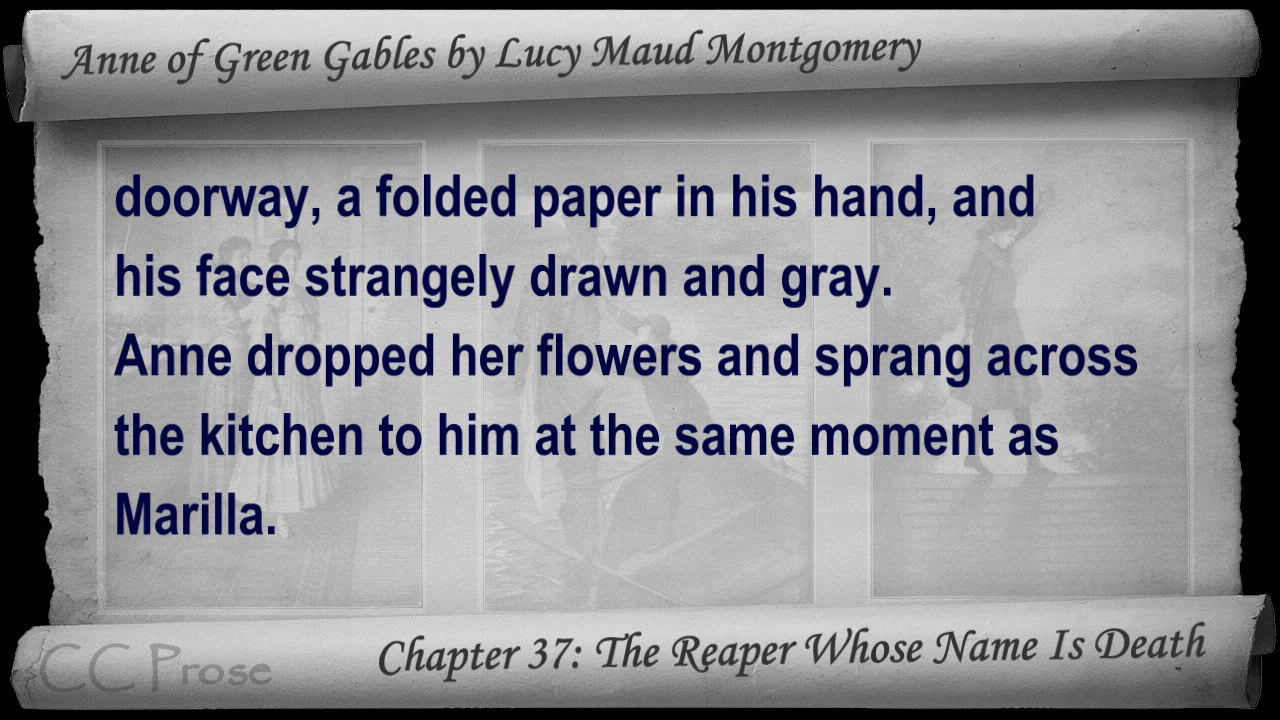 Anne of Green Gables by Lucy Maud Montgomery
doorway, a folded paper in his hand, and
his face strangely drawn and gray.
Anne dropped her flowers and sprang across
the kitchen to him at the same moment as
Marilla.
Chapter 37: The Reaper Whose Name Is Death
CC Prose